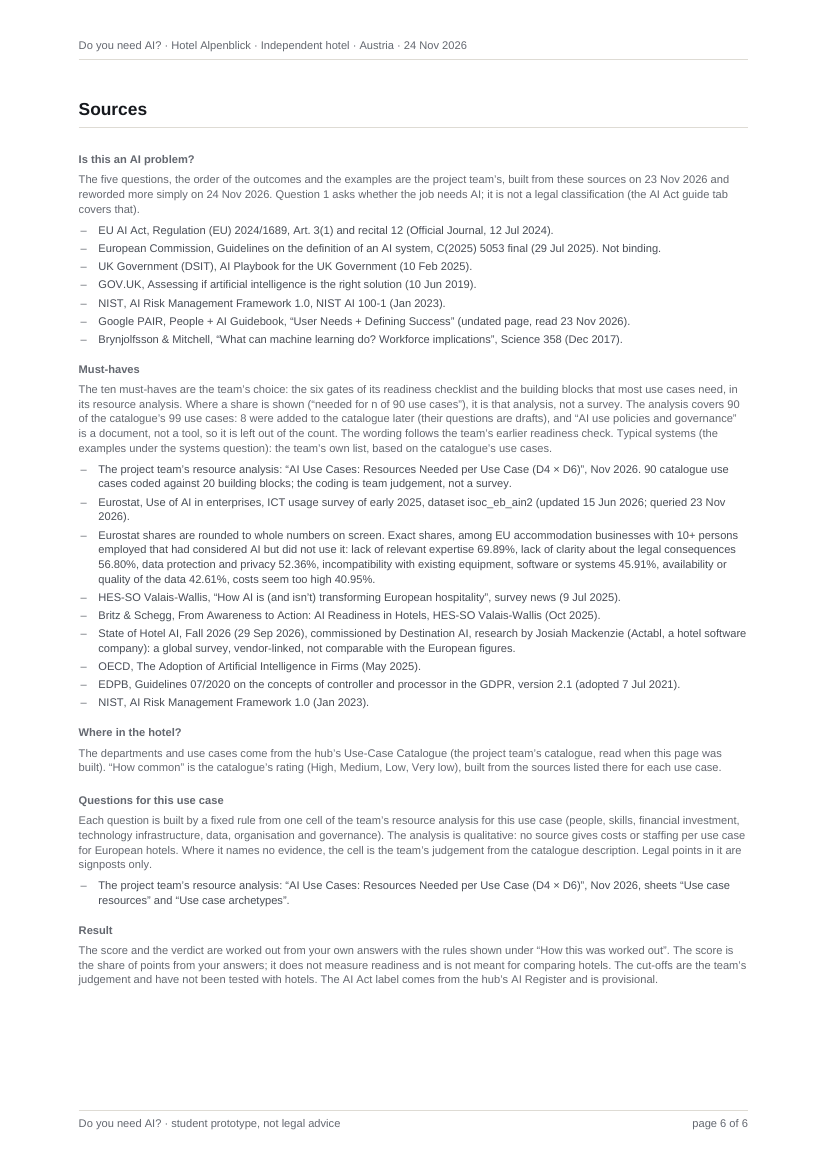 Do you need AI? · Hotel Alpenblick · Independent hotel · Austria · 24 Nov 2026
Sources
Is this an AI problem?
The five questions, the order of the outcomes and the examples are the project team’s, built from these sources on 23 Nov 2026 and
reworded more simply on 24 Nov 2026. Question 1 asks whether the job needs AI; it is not a legal classification (the AI Act guide tab
covers that).
– EU AI Act, Regulation (EU) 2024/1689, Art. 3(1) and recital 12 (Official Journal, 12 Jul 2024).
– European Commission, Guidelines on the definition of an AI system, C(2025) 5053 final (29 Jul 2025). Not binding.
– UK Government (DSIT), AI Playbook for the UK Government (10 Feb 2025).
– GOV.UK, Assessing if artificial intelligence is the right solution (10 Jun 2019).
– NIST, AI Risk Management Framework 1.0, NIST AI 100-1 (Jan 2023).
– Google PAIR, People + AI Guidebook, “User Needs + Defining Success” (undated page, read 23 Nov 2026).
– Brynjolfsson & Mitchell, “What can machine learning do? Workforce implications”, Science 358 (Dec 2017).
Must-haves
The ten must-haves are the team’s choice: the six gates of its readiness checklist and the building blocks that most use cases need, in
its resource analysis. Where a share is shown (“needed for n of 90 use cases”), it is that analysis, not a survey. The analysis covers 90
of the catalogue’s 99 use cases: 8 were added to the catalogue later (their questions are drafts), and “AI use policies and governance”
is a document, not a tool, so it is left out of the count. The wording follows the team’s earlier readiness check. Typical systems (the
examples under the systems question): the team’s own list, based on the catalogue’s use cases.
– The project team’s resource analysis: “AI Use Cases: Resources Needed per Use Case (D4 × D6)”, Nov 2026. 90 catalogue use
cases coded against 20 building blocks; the coding is team judgement, not a survey.
– Eurostat, Use of AI in enterprises, ICT usage survey of early 2025, dataset isoc_eb_ain2 (updated 15 Jun 2026; queried 23 Nov
2026).
– Eurostat shares are rounded to whole numbers on screen. Exact shares, among EU accommodation businesses with 10+ persons
employed that had considered AI but did not use it: lack of relevant expertise 69.89%, lack of clarity about the legal consequences
56.80%, data protection and privacy 52.36%, incompatibility with existing equipment, software or systems 45.91%, availability or
quality of the data 42.61%, costs seem too high 40.95%.
– HES-SO Valais-Wallis, “How AI is (and isn’t) transforming European hospitality”, survey news (9 Jul 2025).
– Britz & Schegg, From Awareness to Action: AI Readiness in Hotels, HES-SO Valais-Wallis (Oct 2025).
– State of Hotel AI, Fall 2026 (29 Sep 2026), commissioned by Destination AI, research by Josiah Mackenzie (Actabl, a hotel software
company): a global survey, vendor-linked, not comparable with the European figures.
– OECD, The Adoption of Artificial Intelligence in Firms (May 2025).
– EDPB, Guidelines 07/2020 on the concepts of controller and processor in the GDPR, version 2.1 (adopted 7 Jul 2021).
– NIST, AI Risk Management Framework 1.0 (Jan 2023).
Where in the hotel?
The departments and use cases come from the hub’s Use-Case Catalogue (the project team’s catalogue, read when this page was
built). “How common” is the catalogue’s rating (High, Medium, Low, Very low), built from the sources listed there for each use case.
Questions for this use case
Each question is built by a fixed rule from one cell of the team’s resource analysis for this use case (people, skills, financial investment,
technology infrastructure, data, organisation and governance). The analysis is qualitative: no source gives costs or staffing per use case
for European hotels. Where it names no evidence, the cell is the team’s judgement from the catalogue description. Legal points in it are
signposts only.
– The project team’s resource analysis: “AI Use Cases: Resources Needed per Use Case (D4 × D6)”, Nov 2026, sheets “Use case
resources” and “Use case archetypes”.
Result
The score and the verdict are worked out from your own answers with the rules shown under “How this was worked out”. The score is
the share of points from your answers; it does not measure readiness and is not meant for comparing hotels. The cut-offs are the team’s
judgement and have not been tested with hotels. The AI Act label comes from the hub’s AI Register and is provisional.
Do you need AI? · student prototype, not legal advice
page 6 of 6